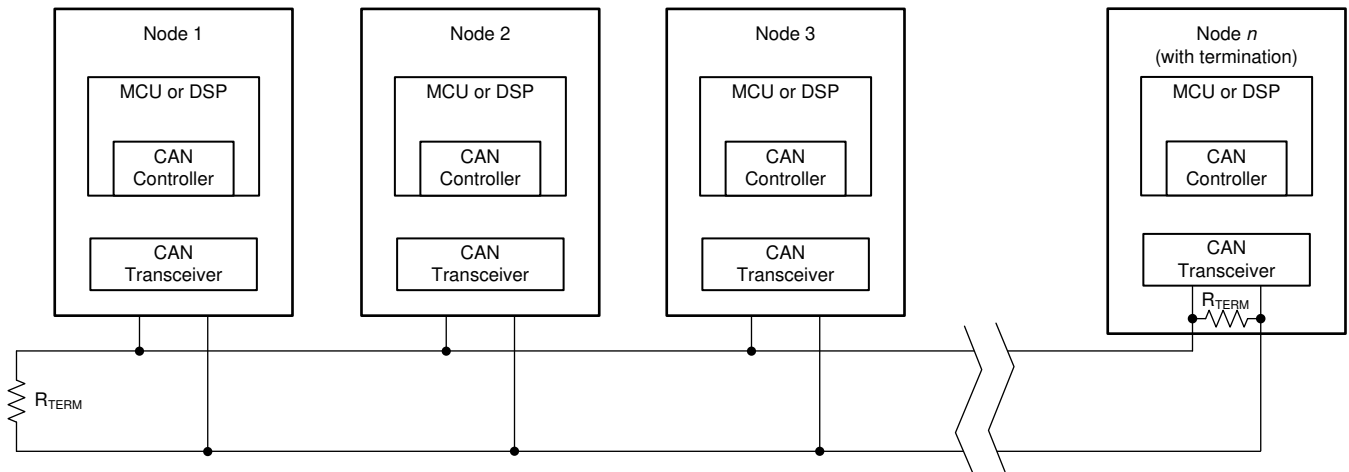 Node 1
MCU or DSP
CAN
Controller
CAN
Transceiver
Node 2
MCU or DSP
CAN
Controller
CAN
Transceiver
Node 3
MCU or DSP
CAN
Controller
CAN
Transceiver
Node n
(with termination)
MCU or DSP
CAN
Controller
CAN
Transceiver
RTERM
RTERM